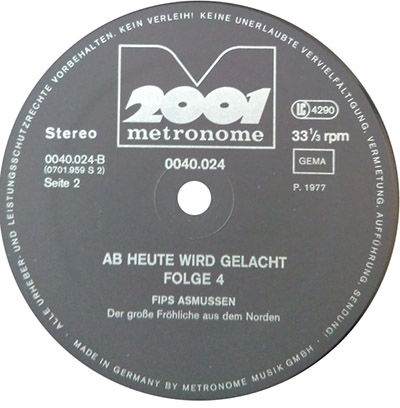 ALLE URHEBER- UND LEISTUNGSSCHUTZRECHTE VORBEHALTEN. KEIN VERLEIH! KEINE UNERLAUBTE VERVIELFÄLTIGUNG, VERMIETUNG, AUFFÜHRUNG, SENDUNG!
2001
metronome
LC 4290
Stereo
33⅓ rpm
0040.024-B
(0701.959 S 2)
Seite 2
0040.024
GEMA
P. 1977
AB HEUTE WIRD GELACHT
FOLGE 4
FIPS ASMUSSEN
Der große Fröhliche aus dem Norden
· MADE IN GERMANY BY METRONOME MUSIK GMBH ·